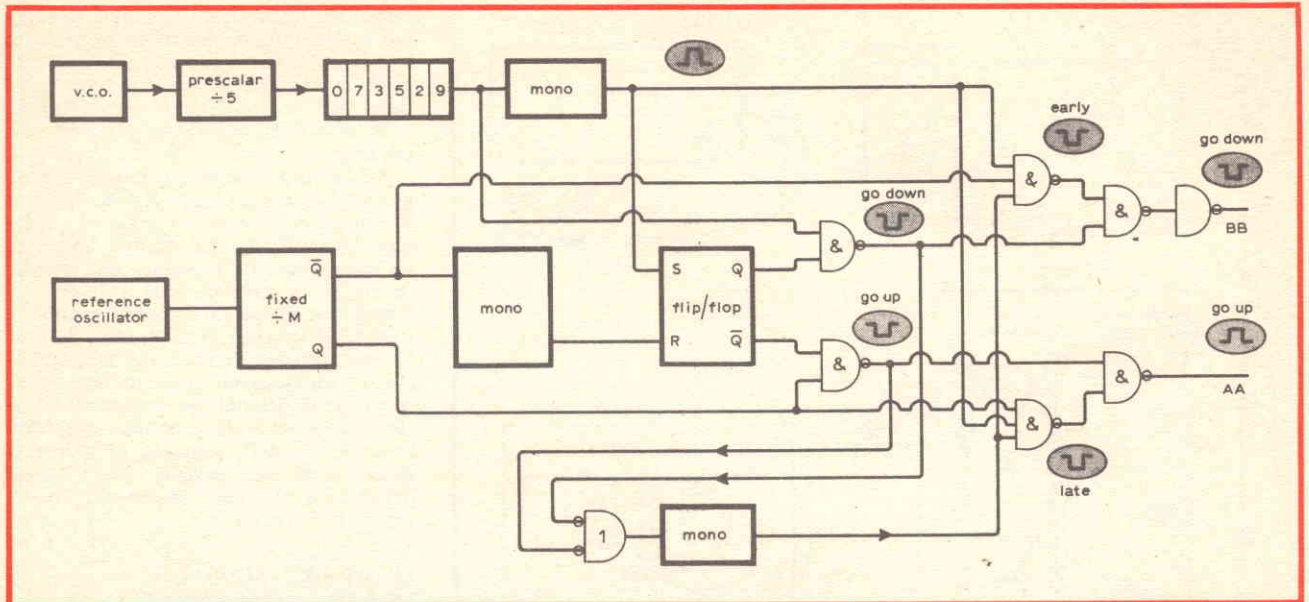 v.c.o.
prescalar
÷5
0 7 3 5 2 9
mono
early
go down
&
go down
&
BB
&
Q̄
fixed
÷M
Q
reference
oscillator
mono
S Q
flip/flop
R Q̄
&
go up
&
go up
&
AA
&
late
1
mono